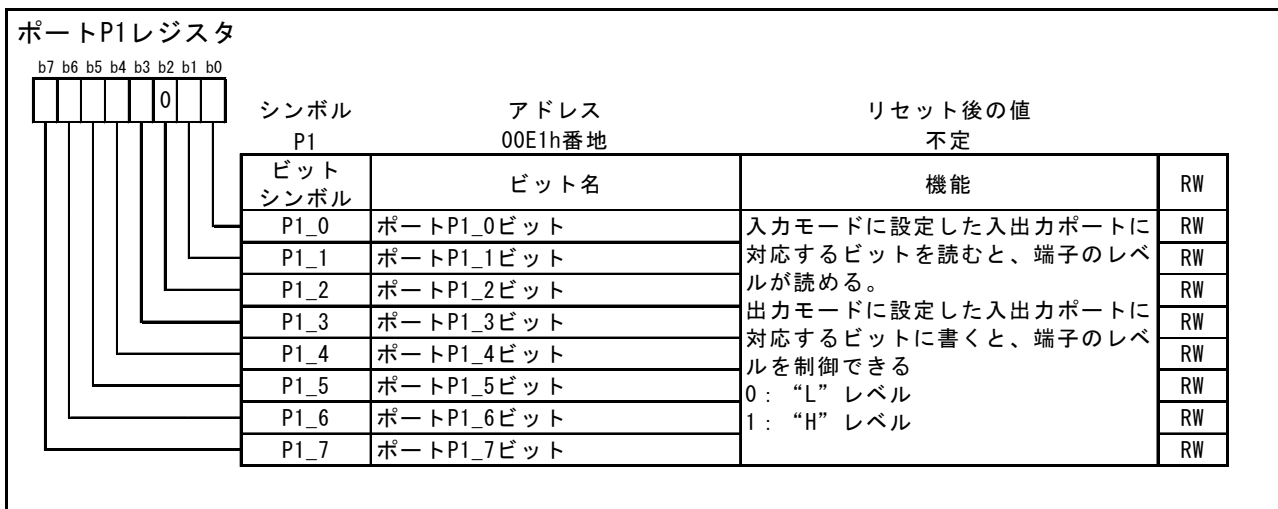 ポートP1レジスタ
b7 b6 b5 b4 b3 b2 b1 b0
0
シンボル アドレス リセット後の値
P1 00E1h番地 不定
ビット
シンボル ビット名 機能 RW
P1_0 ポートP1_0ビット 入力モードに設定した入出力ポートに RW
P1_1 ポートP1_1ビット 対応するビットを読むと、端子のレベ RW
P1_2 ポートP1_2ビット ルが読める。 RW
P1_3 ポートP1_3ビット 出力モードに設定した入出力ポートに RW
P1_4 ポートP1_4ビット 対応するビットに書くと、端子のレベ RW
P1_5 ポートP1_5ビット ルを制御できる RW
P1_6 ポートP1_6ビット 0: “L”レベル RW
P1_7 ポートP1_7ビット 1: “H”レベル RW